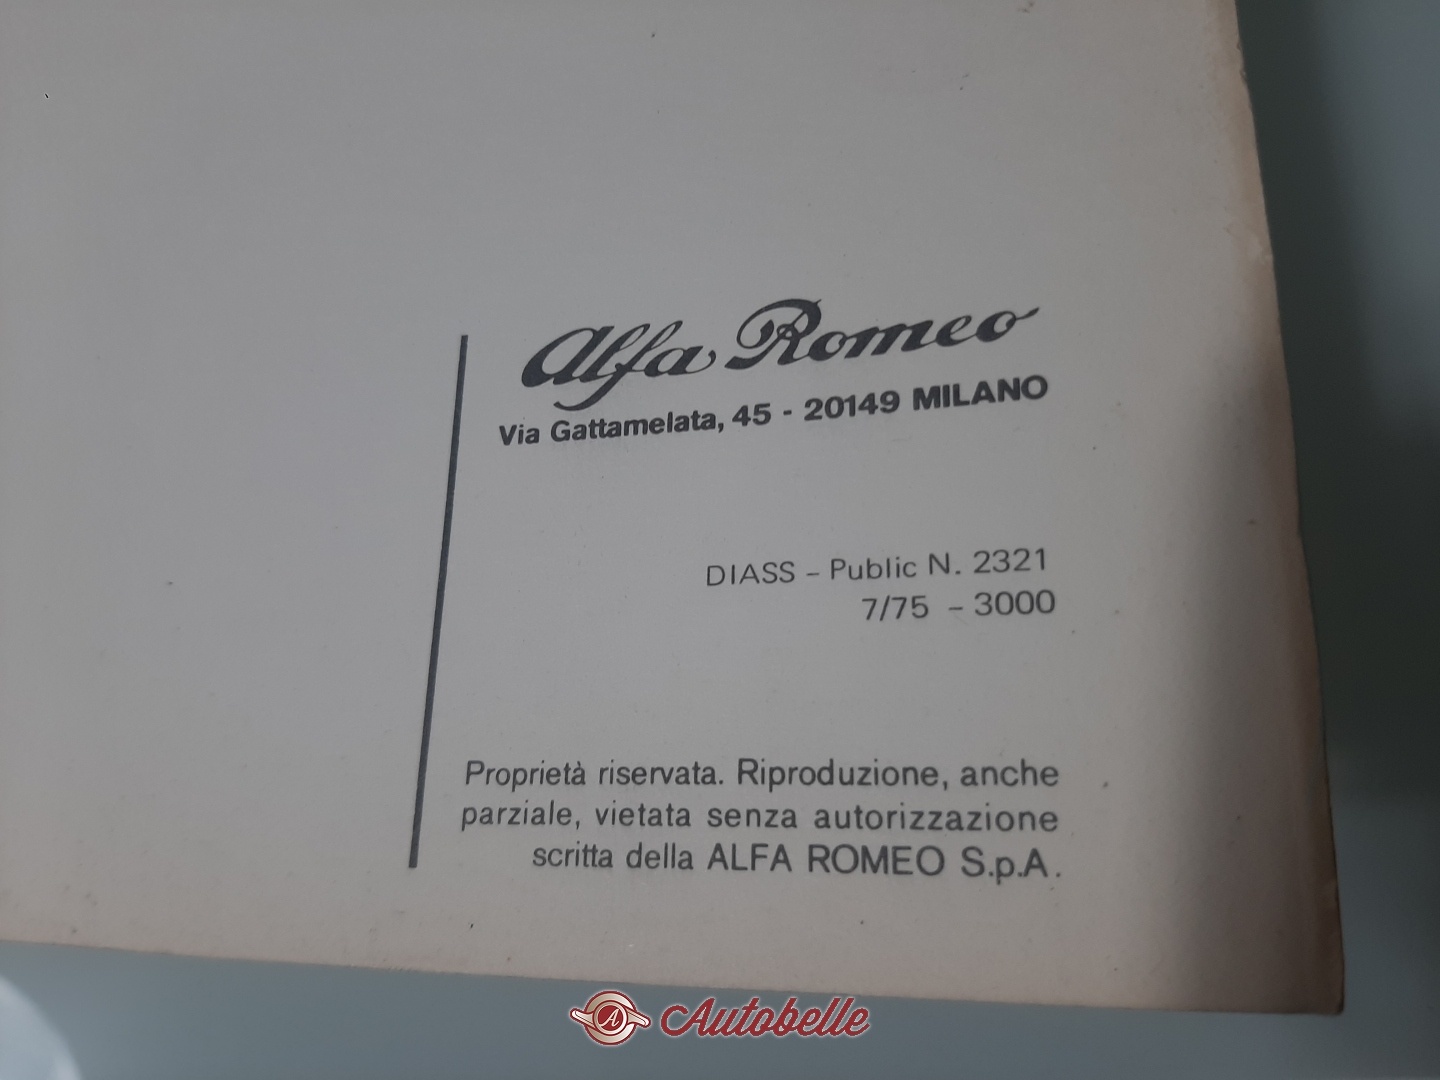 Alfa Romeo
Via Gattamelata, 45 - 20149 MILANO
DIASS - Public N. 2321
7/75 - 3000
Proprietà riservata. Riproduzione, anche
parziale, vietata senza autorizzazione
scritta della ALFA ROMEO S.p.A.
A Autobelle